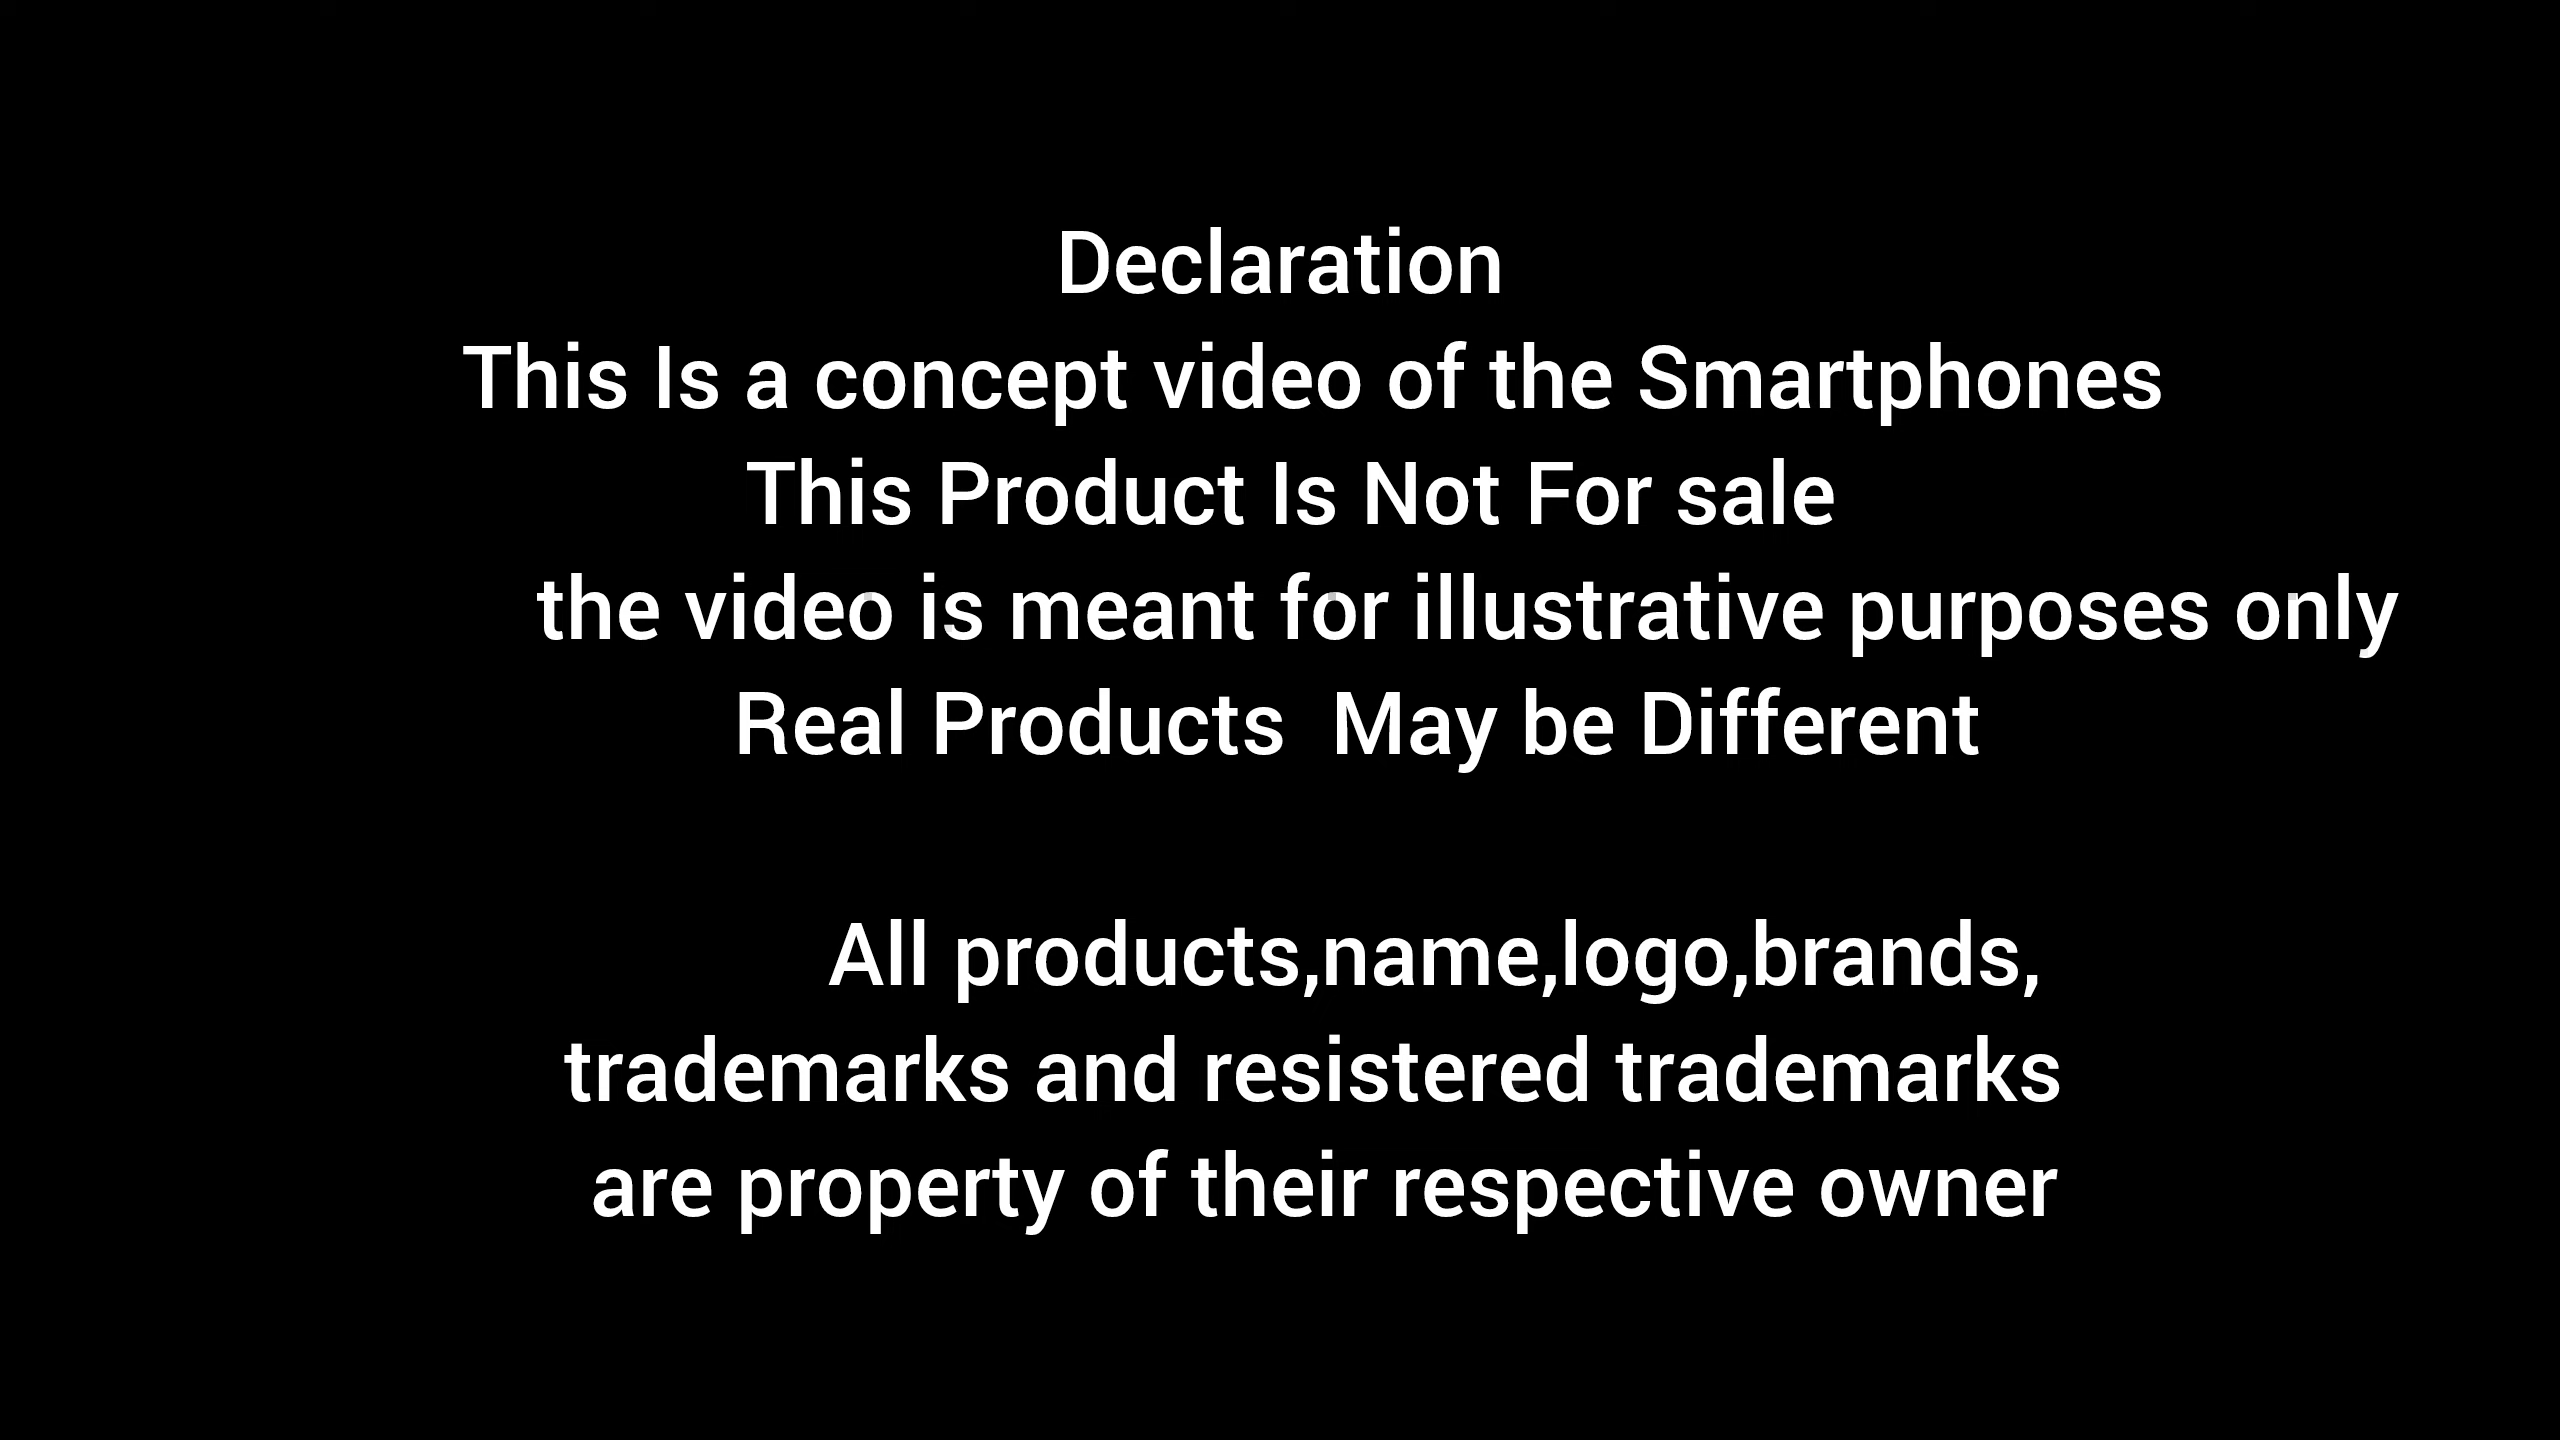 Declaration
This Is a concept video of the Smartphones
This Product Is Not For sale
the video is meant for illustrative purposes only
Real Products  May be Different
All products,name,logo,brands,
trademarks and resistered trademarks
are property of their respective owner